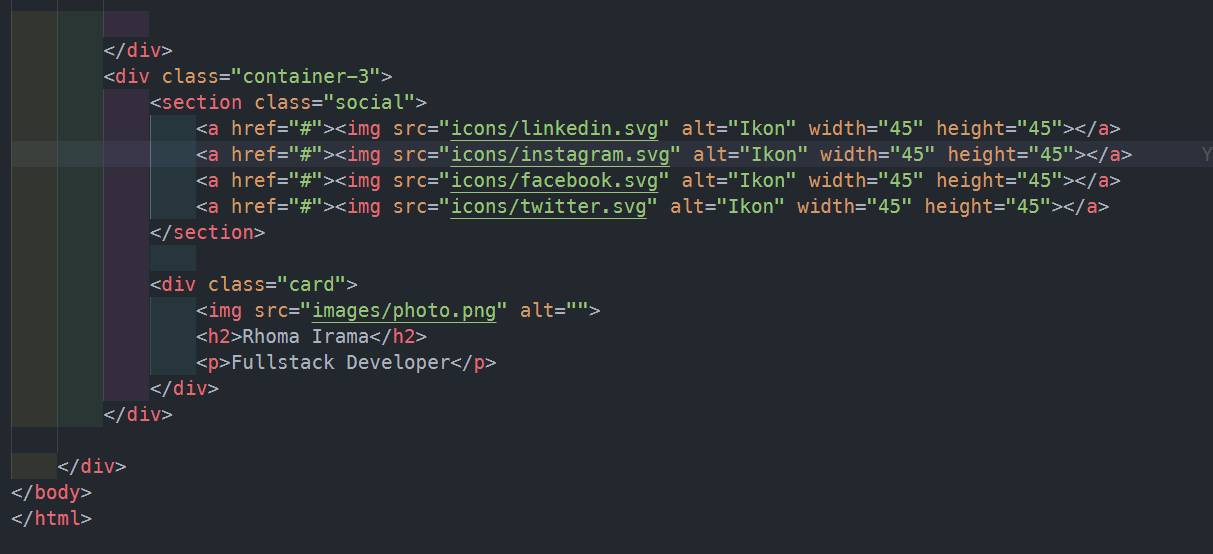 </div>
<div class="container-3">
<section class="social">
<a href="#"><img src="icons/linkedin.svg" alt="Ikon" width="45" height="45"></a>
<a href="#"><img src="icons/instagram.svg" alt="Ikon" width="45" height="45"></a> Y
<a href="#"><img src="icons/facebook.svg" alt="Ikon" width="45" height="45"></a>
<a href="#"><img src="icons/twitter.svg" alt="Ikon" width="45" height="45"></a>
</section>
<div class="card">
<img src="images/photo.png" alt="">
<h2>Rhoma Irama</h2>
<p>Fullstack Developer</p>
</div>
</div>
</div>
</body>
</html>